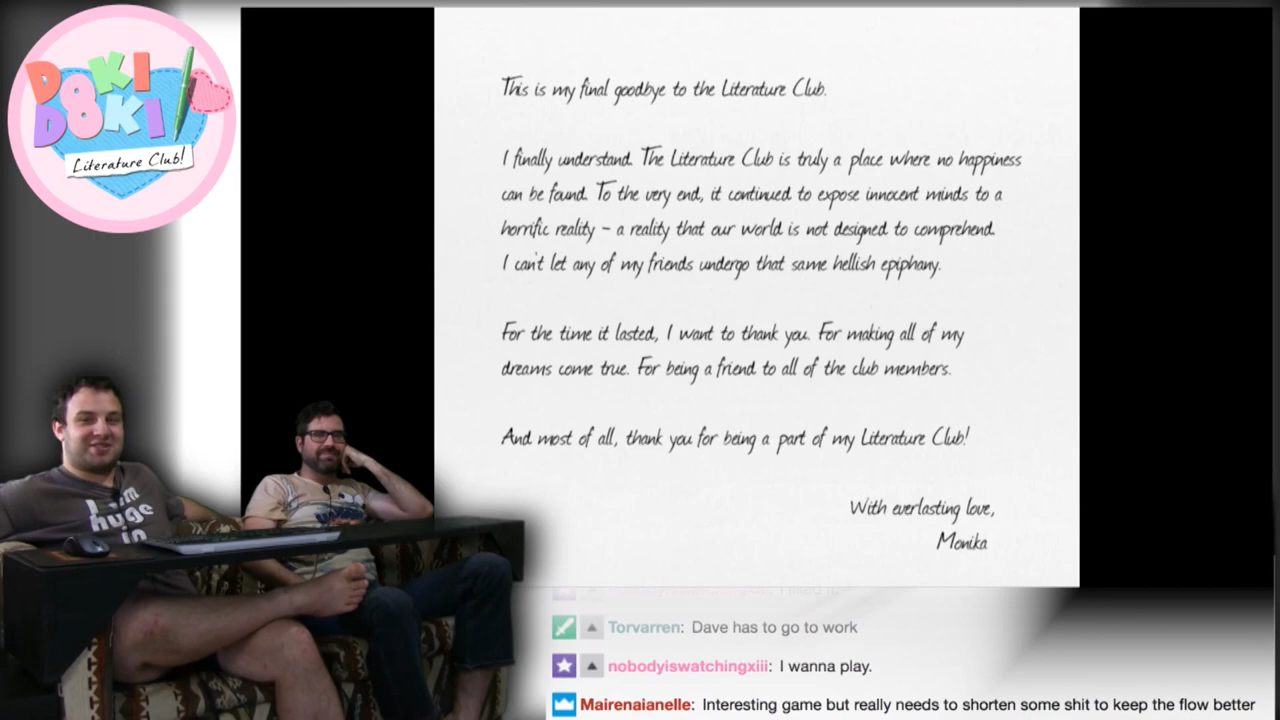 DOKI
DOKI
Literature Club!
This is my final goodbye to the Literature Club.
I finally understand. The Literature Club is truly a place where no happiness
can be found. To the very end, it continued to expose innocent minds to a
horrific reality - a reality that our world is not designed to comprehend.
I can't let any of my friends undergo that same hellish epiphany.
For the time it lasted, I want to thank you. For making all of my
dreams come true. For being a friend to all of the club members.
And most of all, thank you for being a part of my Literature Club!
With everlasting love,
Monika
I am
huge
in
Torvarren: Dave has to go to work
nobodyiswatchingxiii: I wanna play.
Mairenaianelle: Interesting game but really needs to shorten some shit to keep the flow better